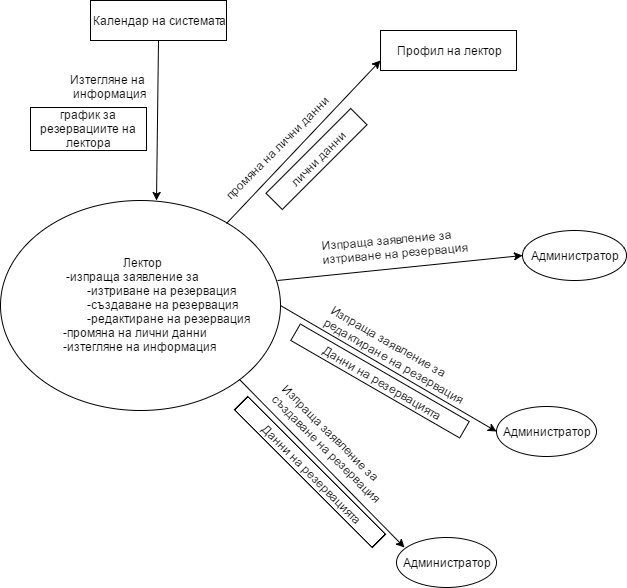 Календар на системата
Профил на лектор
Изтегляне на
информация
график за
резервациите на
лектора
промяна на лични данни
лични данни
Изпраща заявление за
изтриване на резервация
Администратор
Лектор
-изпраща заявление за
-изтриване на резервация
-създаване на резервация
-редактиране на резервация
-промяна на лични данни
-изтегляне на информация
Изпраща заявление за
редактиране на резервация
Данни на резервацията
Администратор
Изпраща заявление за
създаване на резервация
Данни на резервацията
Администратор